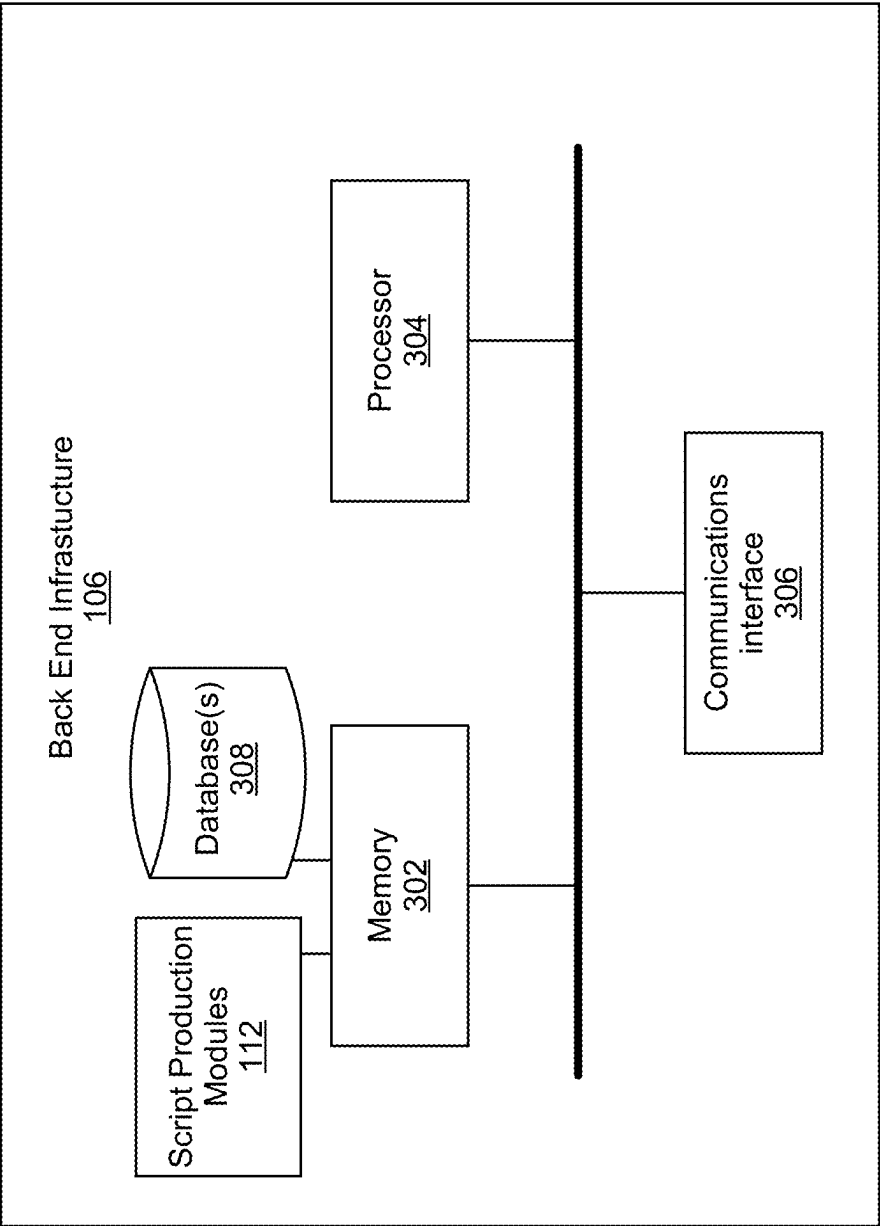 Back End Infrastucture
106
Script Production
Modules
112
Database(s)
308
Memory
302
Processor
304
Communications
interface
306